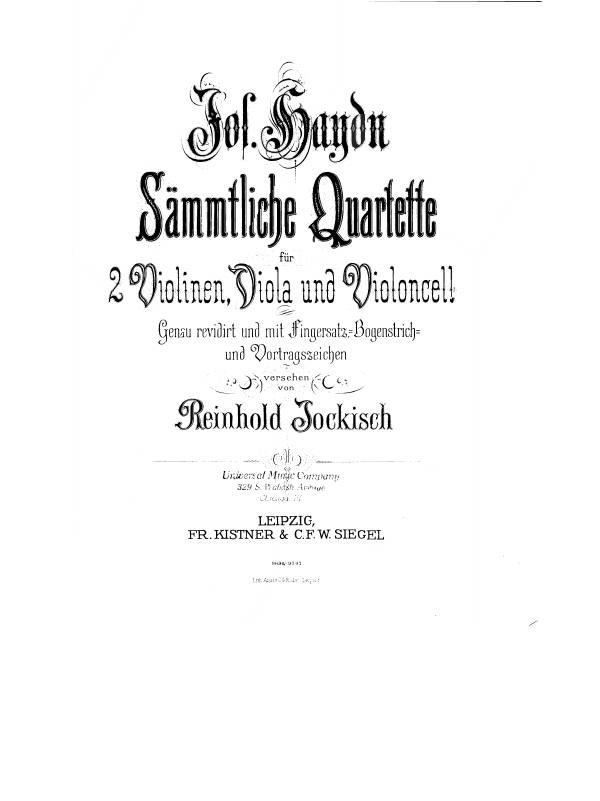 Jos. Haydn
Sämmtliche Quartette
für
2 Violinen, Viola und Violoncell
Genau revidirt und mit Fingersatz,=Bogenstrich=
und Vortragszeichen
versehen
von
Reinhold Jockisch
Universal Music Company
329 S. Wabash Avenue
LEIPZIG,
FR. KISTNER & C.F.W. SIEGEL